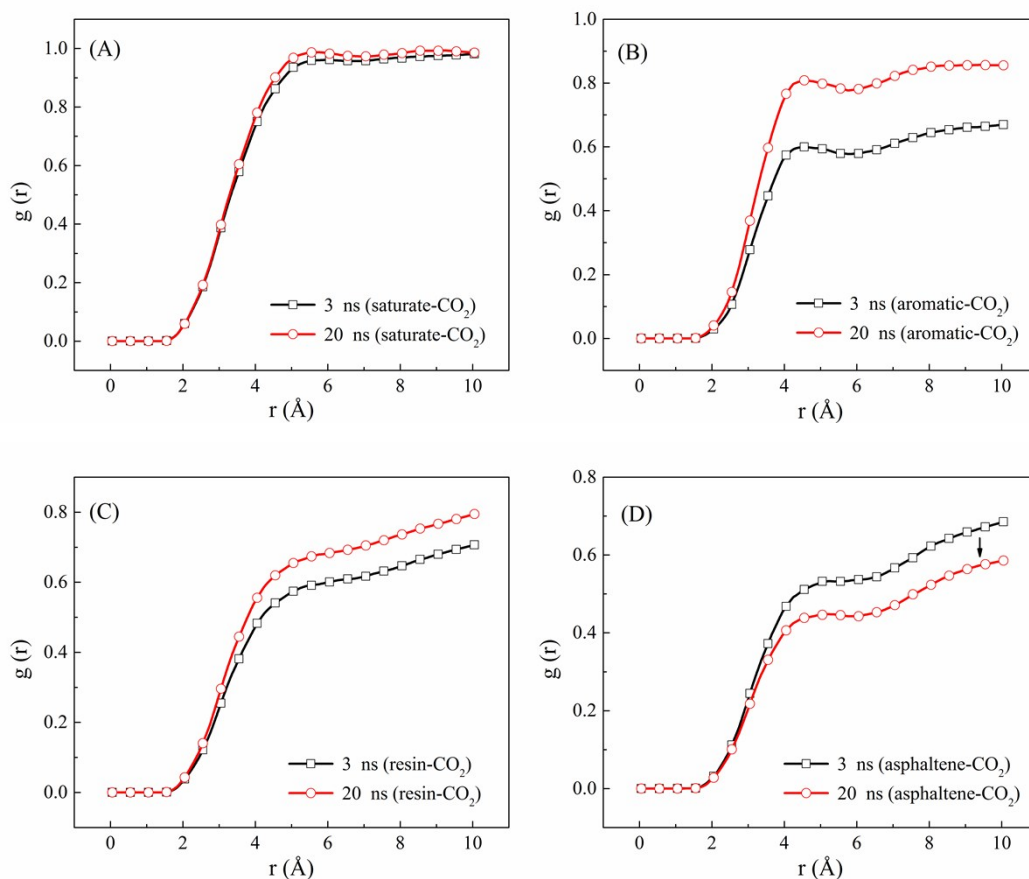 (A)
1.0
0.8
0.6
0.4
0.2
0.0
g (r)
3 ns (saturate-CO₂)
20 ns (saturate-CO₂)
0 2 4 6 8 10
r (Å)
(B)
1.0
0.8
0.6
0.4
0.2
0.0
g (r)
3 ns (aromatic-CO₂)
20 ns (aromatic-CO₂)
0 2 4 6 8 10
r (Å)
(C)
0.8
0.6
0.4
0.2
0.0
g (r)
3 ns (resin-CO₂)
20 ns (resin-CO₂)
0 2 4 6 8 10
r (Å)
(D)
0.8
0.6
0.4
0.2
0.0
g (r)
3 ns (asphaltene-CO₂)
20 ns (asphaltene-CO₂)
0 2 4 6 8 10
r (Å)